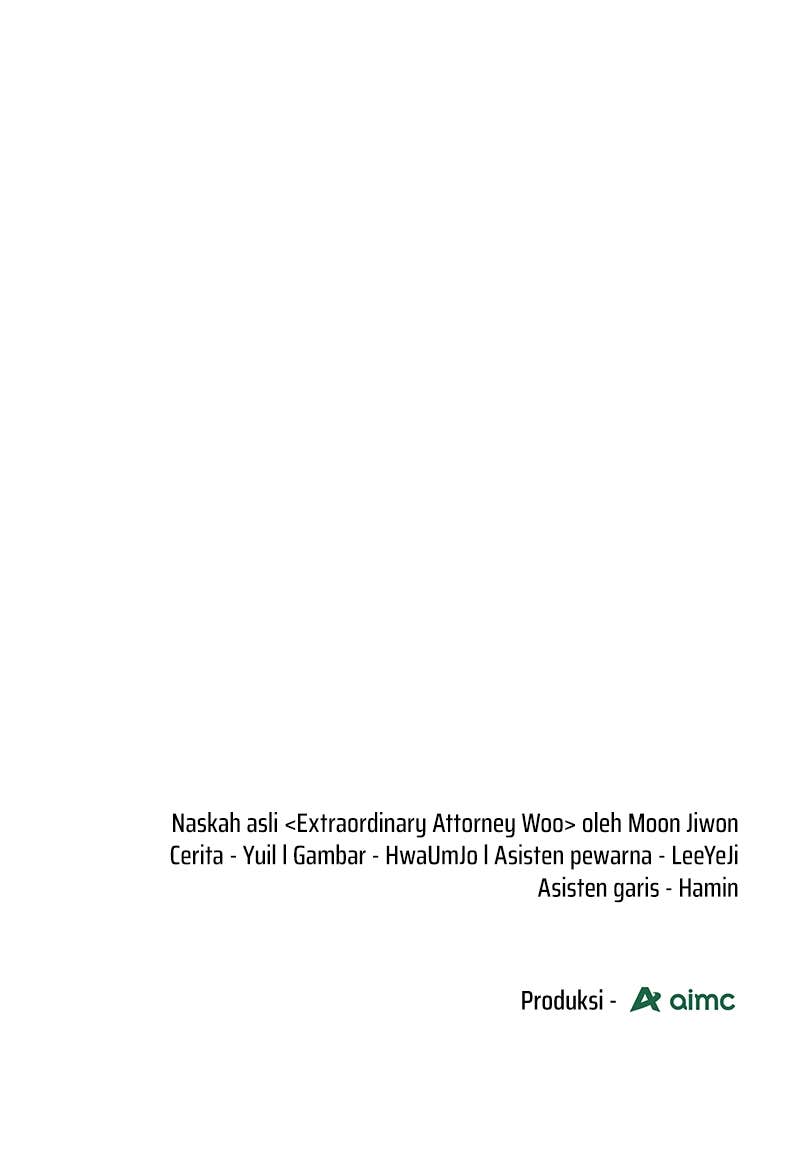 Naskah asli <Extraordinary Attorney Woo> oleh Moon Jiwon
Cerita - Yuil l Gambar - HwaUmJo l Asisten pewarna - LeeYeJi
Asisten garis - Hamin
Produksi - aimc